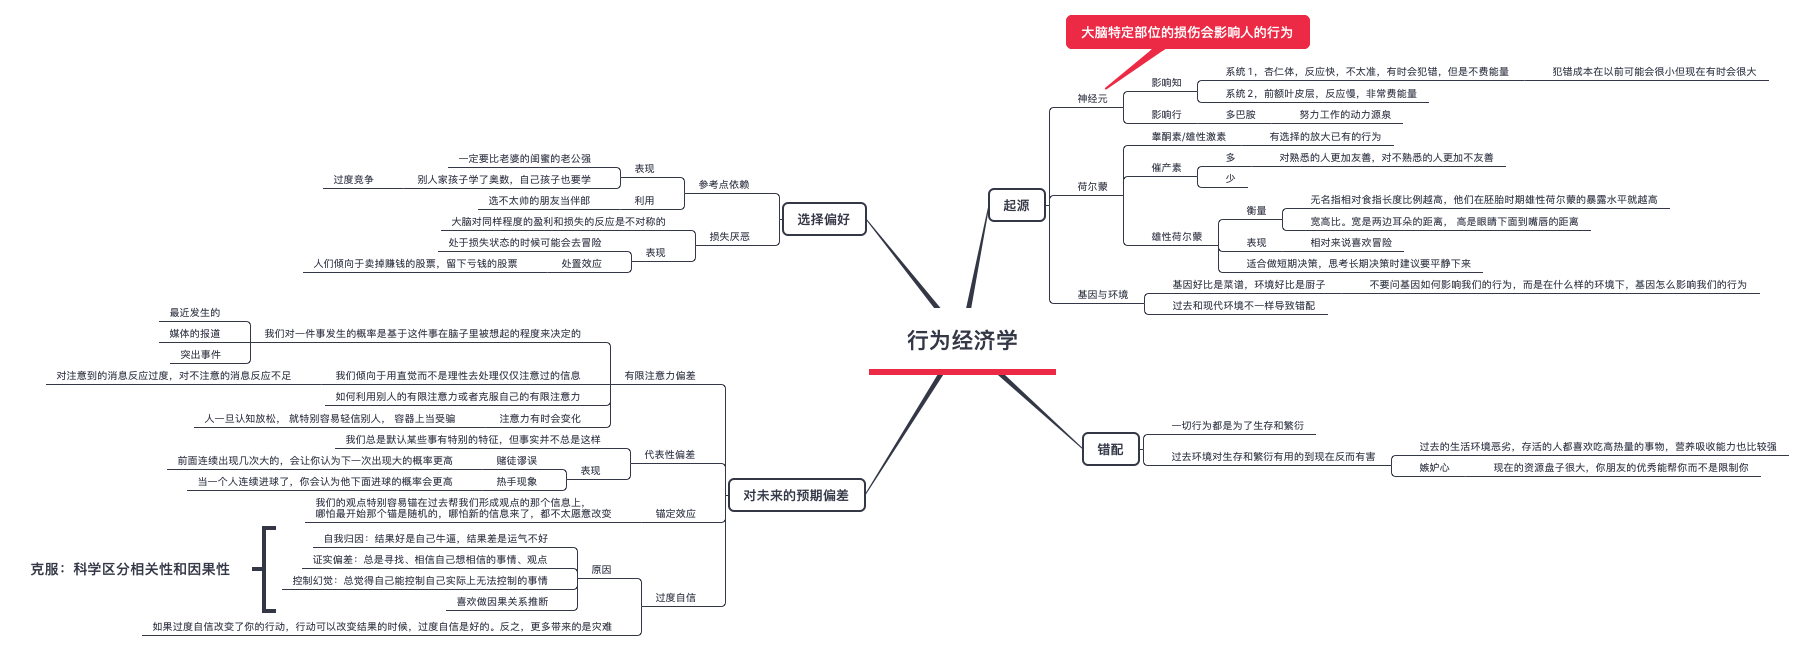 行为经济学
起源
大脑特定部位的损伤会影响人的行为
神经元
影响知
系统1，杏仁体，反应快，不太准，有时会犯错，但是不费能量
犯错成本在以前可能会很小但现在有时会很大
系统2，前额叶皮层，反应慢，非常费能量
影响行
多巴胺
努力工作的动力源泉
荷尔蒙
睾酮素/雄性激素
有选择的放大已有的行为
催产素
多
对熟悉的人更加友善，对不熟悉的人更加不友善
少
雄性荷尔蒙
衡量
无名指相对食指长度比例越高，他们在胚胎时期雄性荷尔蒙的暴露水平就越高
宽高比。宽是两边耳朵的距离， 高是眼睛下面到嘴唇的距离
表现
相对来说喜欢冒险
适合做短期决策，思考长期决策时建议要平静下来
基因与环境
基因好比是菜谱，环境好比是厨子
不要问基因如何影响我们的行为，而是在什么样的环境下，基因怎么影响我们的行为
过去和现代环境不一样导致错配
错配
一切行为都是为了生存和繁衍
过去环境对生存和繁衍有用的到现在反而有害
过去的生活环境恶劣，存活的人都喜欢吃高热量的事物，营养吸收能力也比较强
嫉妒心
现在的资源盘子很大，你朋友的优秀能帮你而不是限制你
选择偏好
参考点依赖
表现
一定要比老婆的闺蜜的老公强
别人家孩子学了奥数，自己孩子也要学
过度竞争
利用
选不太帅的朋友当伴郎
损失厌恶
大脑对同样程度的盈利和损失的反应是不对称的
表现
处于损失状态的时候可能会去冒险
处置效应
人们倾向于卖掉赚钱的股票，留下亏钱的股票
对未来的预期偏差
有限注意力偏差
我们对一件事发生的概率是基于这件事在脑子里被想起的程度来决定的
最近发生的
媒体的报道
突出事件
我们倾向于用直觉而不是理性去处理仅仅注意过的信息
对注意到的消息反应过度，对不注意的消息反应不足
如何利用别人的有限注意力或者克服自己的有限注意力
注意力有时会变化
人一旦认知放松， 就特别容易轻信别人， 容器上当受骗
代表性偏差
我们总是默认某些事有特别的特征，但事实并不总是这样
表现
赌徒谬误
前面连续出现几次大的，会让你认为下一次出现大的概率更高
热手现象
当一个人连续进球了，你会认为他下面进球的概率会更高
锚定效应
我们的观点特别容易锚在过去帮我们形成观点的那个信息上，
哪怕最开始那个锚是随机的，哪怕新的信息来了，都不太愿意改变
过度自信
原因
自我归因：结果好是自己牛逼，结果差是运气不好
证实偏差：总是寻找、相信自己想相信的事情、观点
控制幻觉：总觉得自己能控制自己实际上无法控制的事情
喜欢做因果关系推断
克服：科学区分相关性和因果性
如果过度自信改变了你的行动，行动可以改变结果的时候，过度自信是好的。反之，更多带来的是灾难